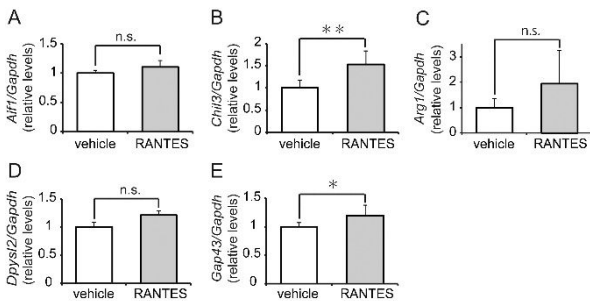 A
n.s.
Aif1/Gapdh
(relative levels)
1.5
1
0.5
0
vehicle
RANTES
B
**
Chil3/Gapdh
(relative levels)
2
1.5
1
0.5
0
vehicle
RANTES
C
n.s.
Arg1/Gapdh
(relative levels)
3
2
1
0
vehicle
RANTES
D
n.s.
Dpysl2/Gapdh
(relative levels)
1.5
1
0.5
0
vehicle
RANTES
E
*
Gap43/Gapdh
(relative levels)
1.5
1
0.5
0
vehicle
RANTES